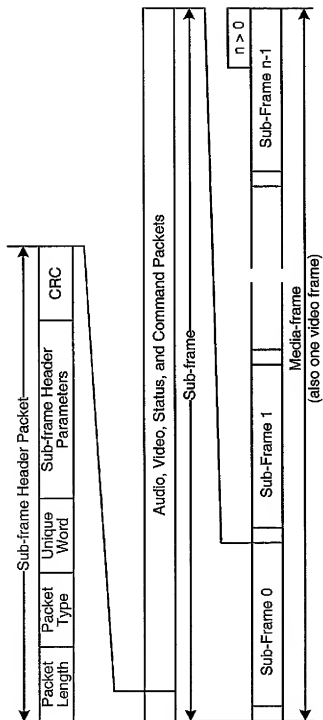 Sub-frame Header Packet
Packet
Length
Packet
Type
Unique
Word
Sub-frame Header
Parameters
CRC
Audio, Video, Status, and Command Packets
Sub-frame
n > 0
Sub-Frame 0
Sub-Frame 1
Sub-Frame n-1
Media-frame
(also one video frame)